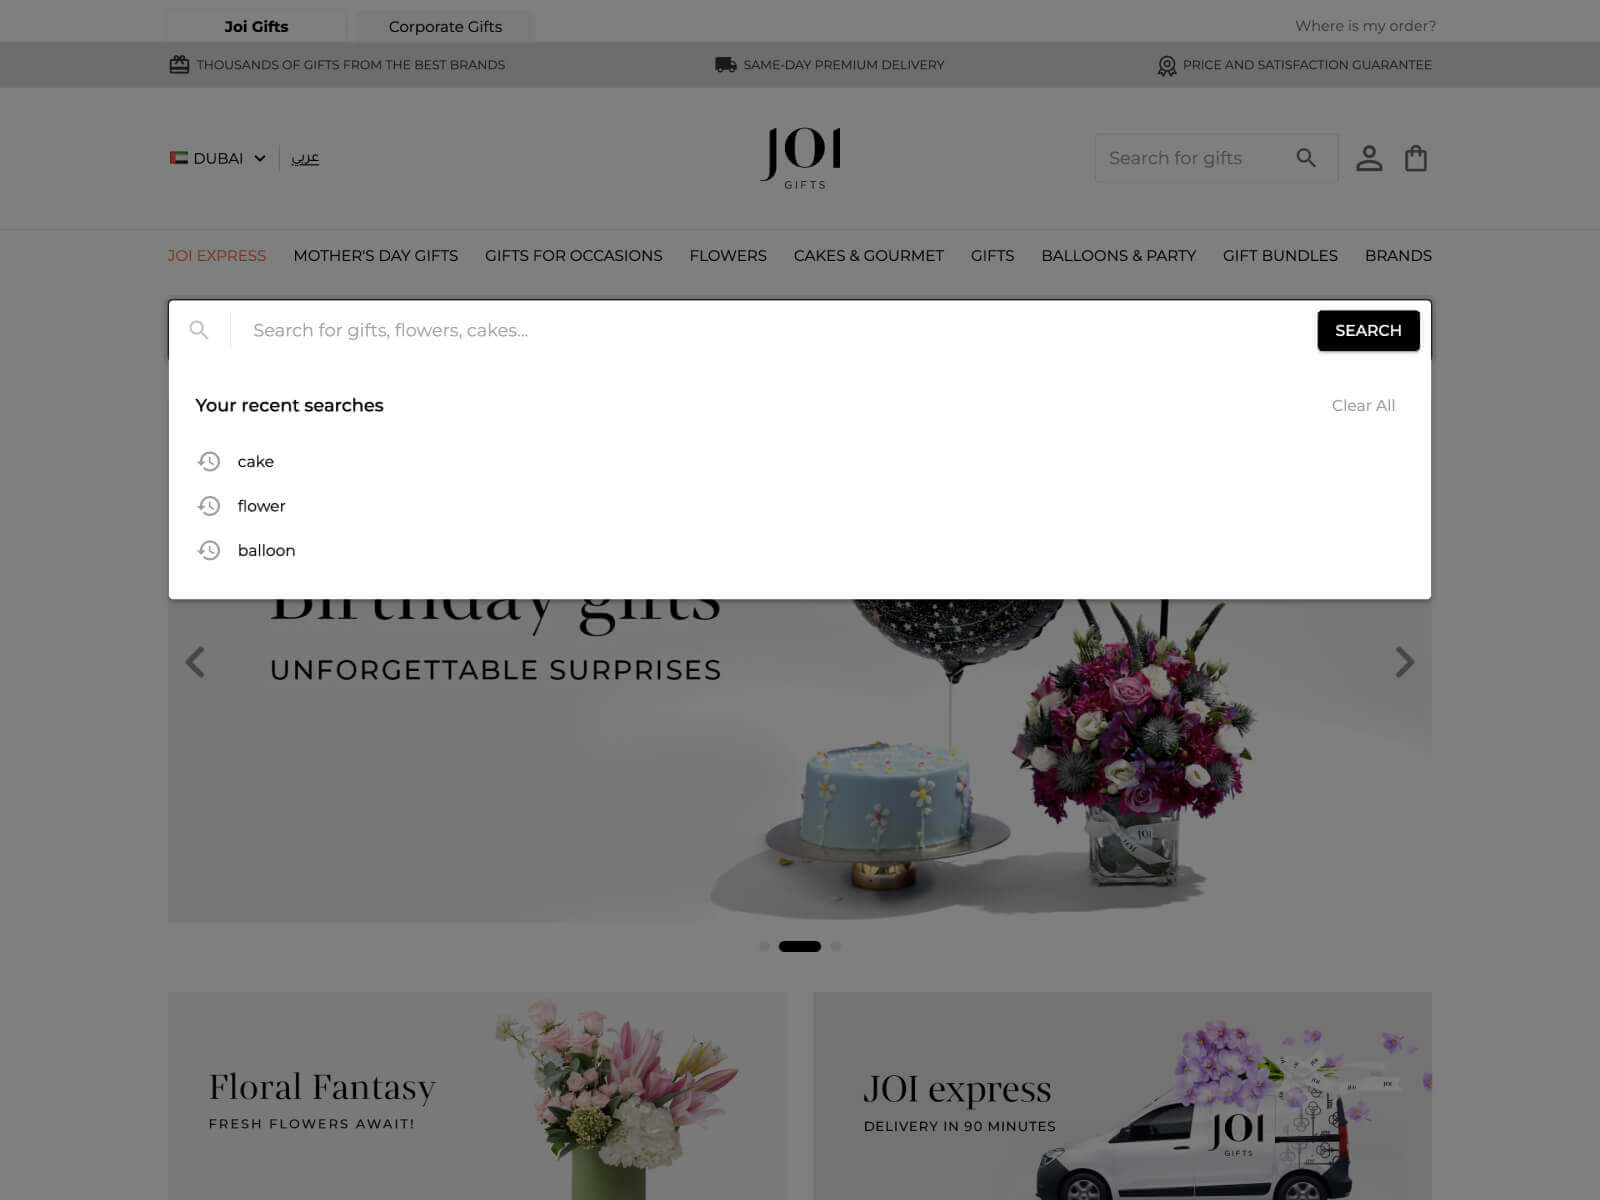 Joi Gifts
Corporate Gifts
Where is my order?
THOUSANDS OF GIFTS FROM THE BEST BRANDS
SAME-DAY PREMIUM DELIVERY
PRICE AND SATISFACTION GUARANTEE
DUBAI
عربي
JOI
GIFTS
Search for gifts
JOI EXPRESS
MOTHER'S DAY GIFTS
GIFTS FOR OCCASIONS
FLOWERS
CAKES & GOURMET
GIFTS
BALLOONS & PARTY
GIFT BUNDLES
BRANDS
Search for gifts, flowers, cakes...
SEARCH
Your recent searches
Clear All
cake
flower
balloon
Birthday gifts
UNFORGETTABLE SURPRISES
JOI
JOI
Floral Fantasy
FRESH FLOWERS AWAIT!
JOI express
DELIVERY IN 90 MINUTES
JOI
GIFTS
JOI
JOI